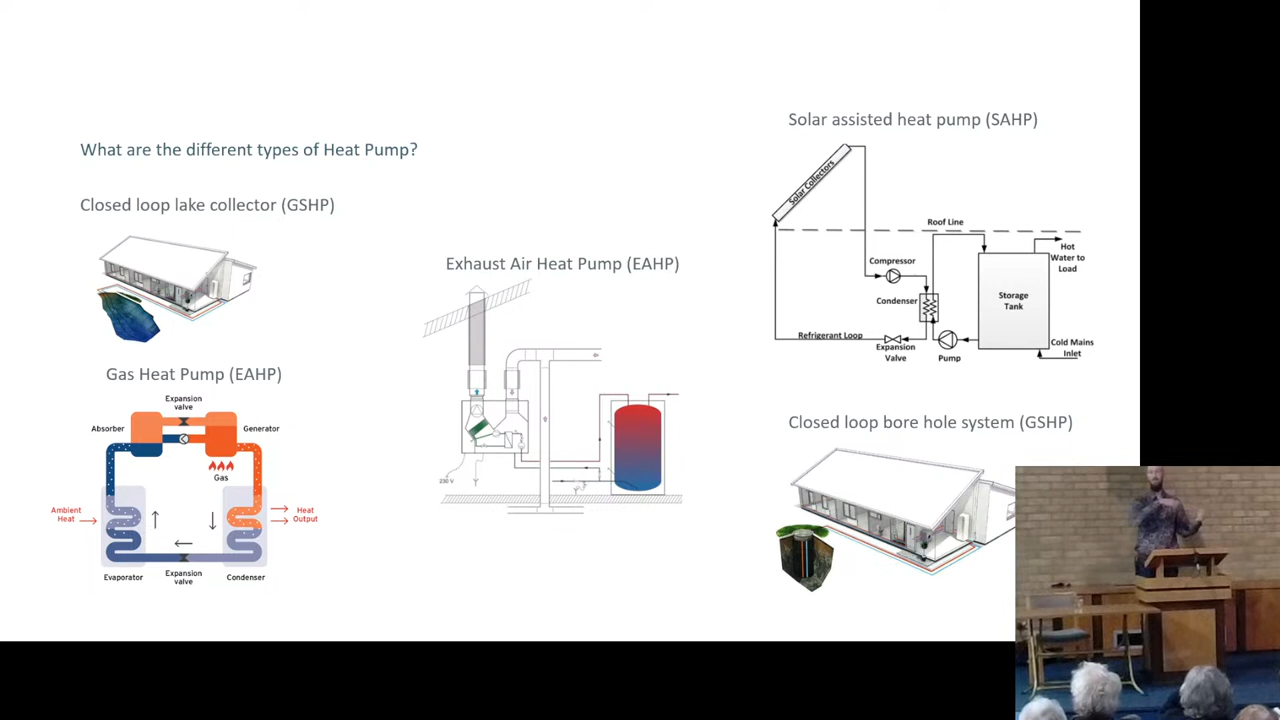 What are the different types of Heat Pump?
Closed loop lake collector (GSHP)
Gas Heat Pump (EAHP)
Expansion
valve
Absorber
Generator
Gas
Ambient
Heat
Heat
Output
Evaporator
Expansion
valve
Condenser
Exhaust Air Heat Pump (EAHP)
230 V
Solar assisted heat pump (SAHP)
Solar Collectors
Roof Line
Compressor
Hot
Water to
Load
Condenser
Storage
Tank
Refrigerant Loop
Expansion
Valve
Pump
Cold Mains
Inlet
Closed loop bore hole system (GSHP)